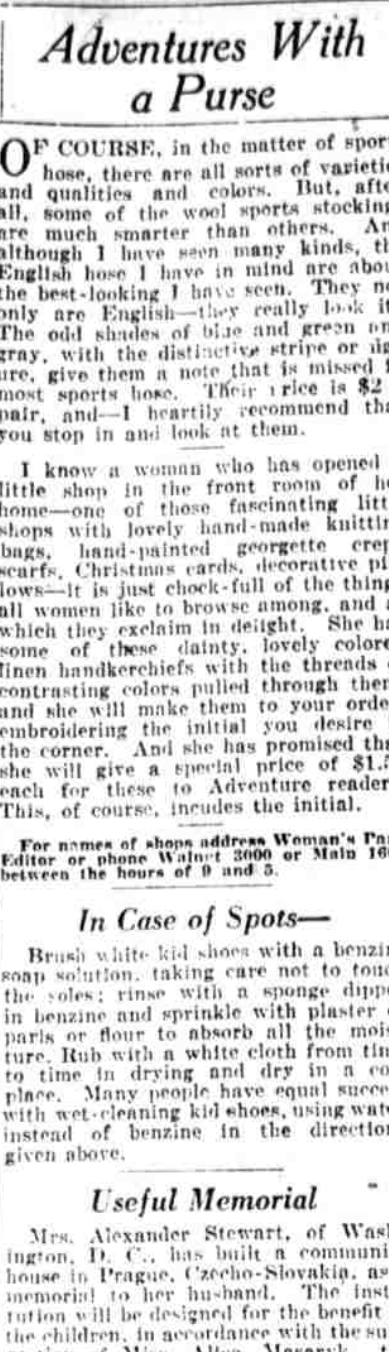 Adventures With
a Purse
OF COURSE, in the matter of spor
hose, there are all sorts of varieti
and qualities and colors. But, afte
all, some of the wool sports stocking
are much smarter than others. An
although I have seen many kinds, th
English hose I have in mind are abou
the best-looking I have seen. They no
only are English—they really look it
The odd shades of blue and green on
gray, with the distinctive stripe or
ure, give them a note that is missed
most sports hose. Their price is $2
pair, and—I heartily recommend tha
you stop in and look at them.
I know a woman who has opened
little shop in the front room of he
home—one of those fascinating litt
shops with lovely hand-made knittin
bags, hand-painted georgette crep
scarfs, Christmas cards, decorative pil
lows—it is just chock-full of the thing
all women like to browse among, and
which they exclaim in delight. She ha
some of these dainty, lovely colore
linen handkerchiefs with the threads
contrasting colors pulled through them
and she will make them to your orde
embroidering the initial you desire
the corner. And she has promised tha
she will give a special price of $1.5
each for these to Adventure reader
This, of course, incudes the initial.
For names of shops address Woman's Pa
Editor or phone Walnut 3000 or Main 160
between the hours of 9 and 5.
In Case of Spots—
Brush white kid shoes with a benzin
soap solution, taking care not to touc
the soles; rinse with a sponge dippe
in benzine and sprinkle with plaster
paris or flour to absorb all the mois
ture. Rub with a white cloth from tim
to time in drying and dry in a co
place. Many people have equal succe
with wet-cleaning kid shoes, using wat
instead of benzine in the direction
given above.
Useful Memorial
Mrs. Alexander Stewart, of Wash
ington, D. C., has built a communi
house in Prague, Czecho-Slovakia, as
memorial to her husband. The inst
tution will be designed for the benefit
the children, in accordance with the su